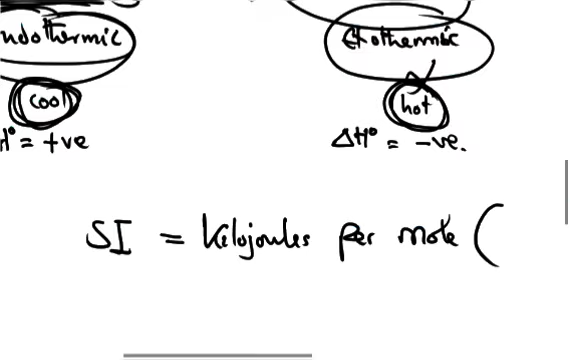 ndothermic Exothermic
cool hot
H° = +ve ΔH° = -ve.
SI = kilojoules per mole (